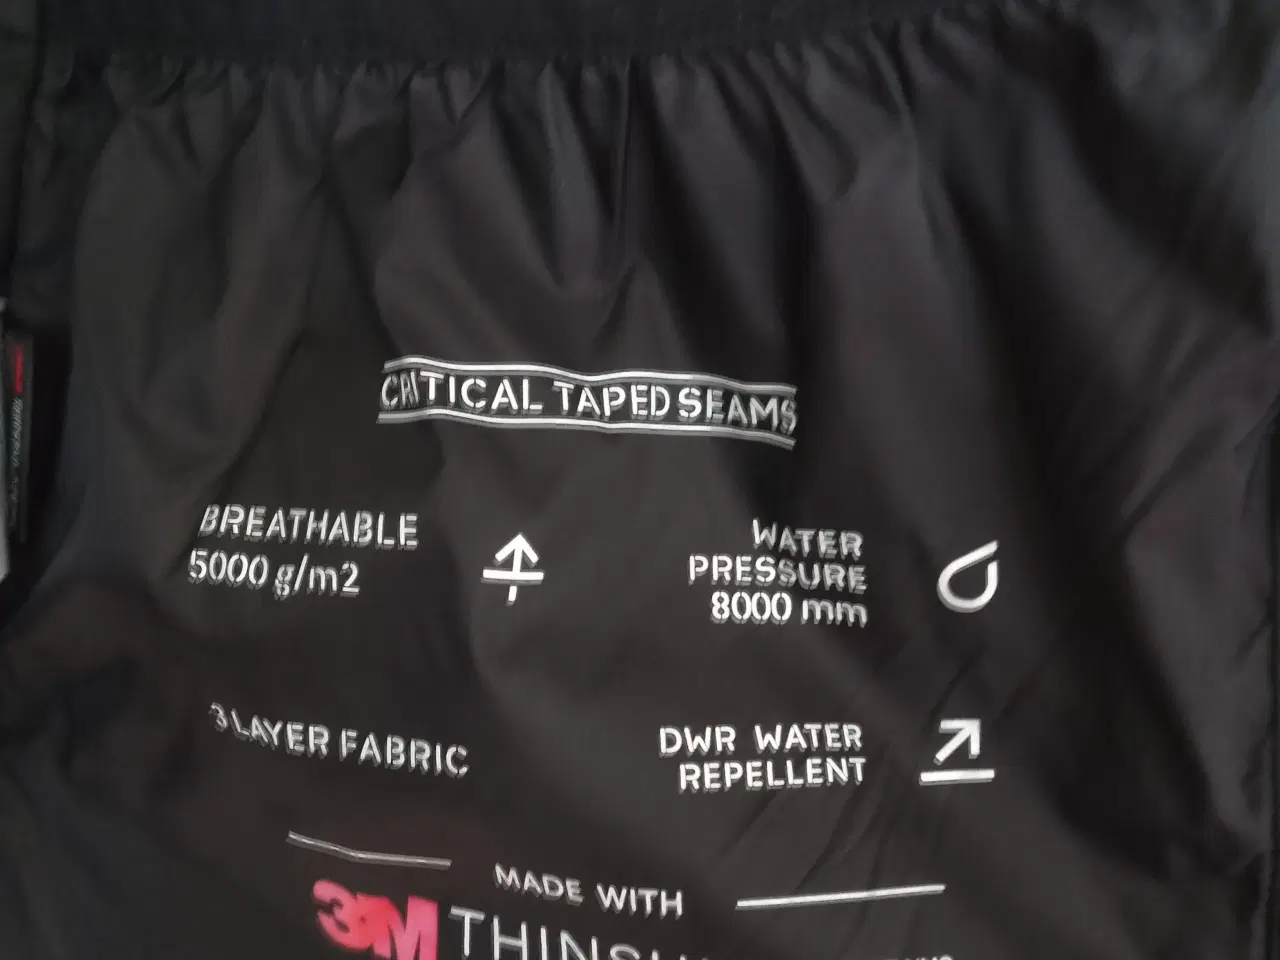 CRITICAL TAPED SEAMS
BREATHABLE
5000 g/m2
WATER
PRESSURE
8000 mm
3 LAYER FABRIC
DWR WATER
REPELLENT
MADE WITH
3M